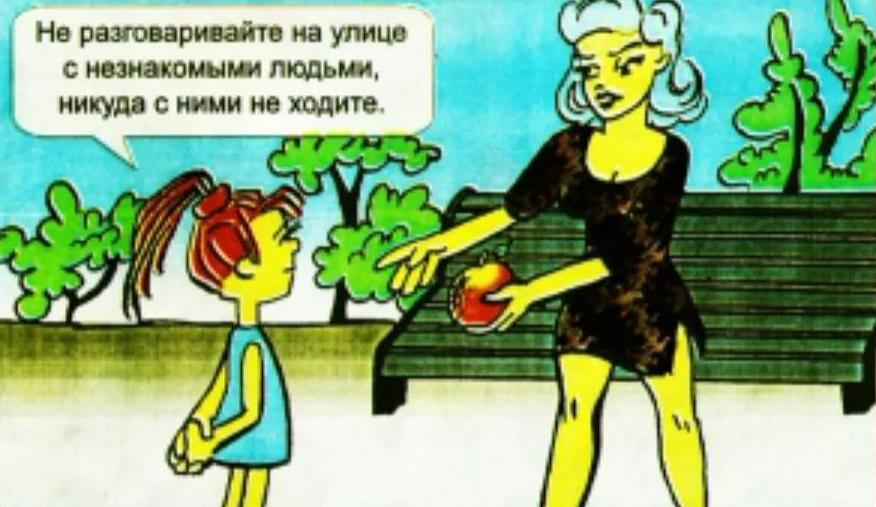 Не разговаривайте на улице
с незнакомыми людьми,
никуда с ними не ходите.